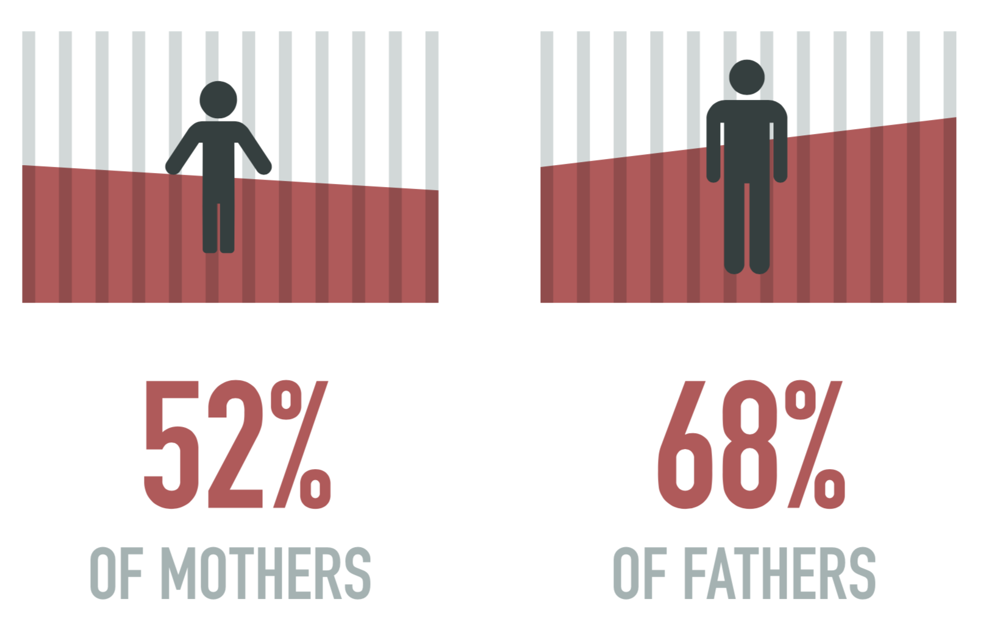 52%
OF MOTHERS
68%
OF FATHERS